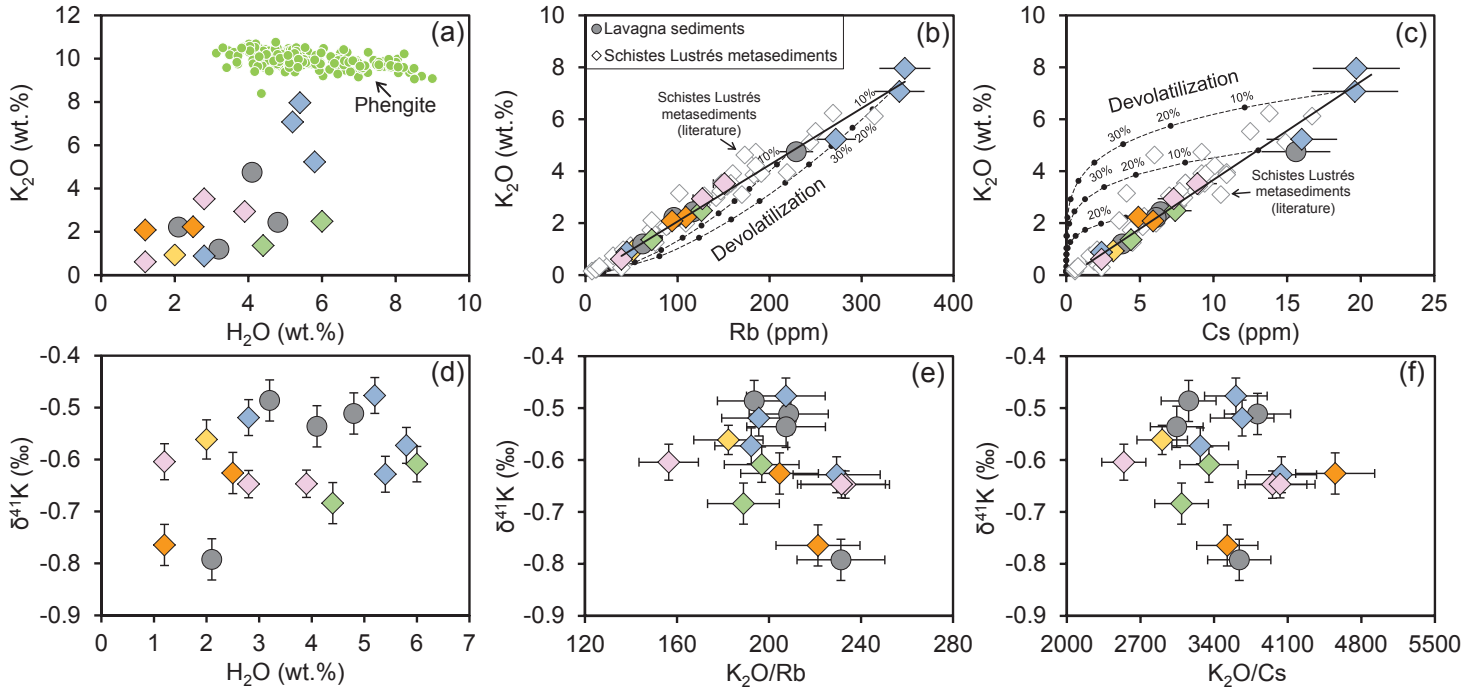 (a)
K₂O (wt.%)
12
10
8
6
4
2
0
Phengite
0 2 4 6 8 10
H₂O (wt.%)
(b)
K₂O (wt.%)
10
8
6
4
2
0
Lavagna sediments
Schistes Lustrés metasediments
Schistes Lustrés
metasediments
(literature)
10%
20%
30%
10%
20%
30%
Devolatilization
0 100 200 300 400
Rb (ppm)
(c)
K₂O (wt.%)
10
8
6
4
2
0
Devolatilization
30% 20% 10%
30% 20% 10%
20%
Schistes Lustrés
metasediments
(literature)
0 5 10 15 20 25
Cs (ppm)
(d)
δ⁴¹K (‰)
-0.4
-0.5
-0.6
-0.7
-0.8
-0.9
0 1 2 3 4 5 6 7
H₂O (wt.%)
(e)
δ⁴¹K (‰)
-0.4
-0.5
-0.6
-0.7
-0.8
-0.9
120 160 200 240 280
K₂O/Rb
(f)
δ⁴¹K (‰)
-0.4
-0.5
-0.6
-0.7
-0.8
-0.9
2000 2700 3400 4100 4800 5500
K₂O/Cs